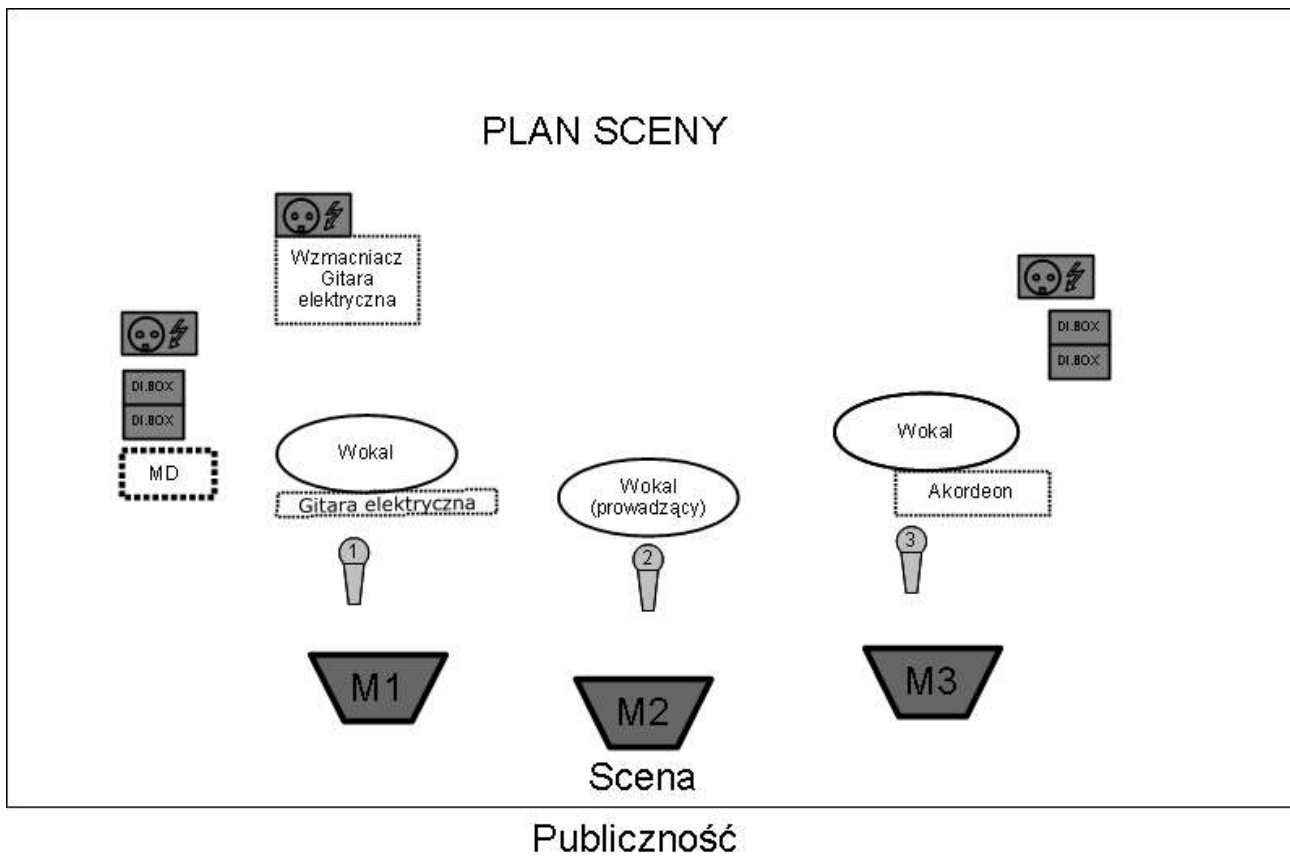 PLAN SCENY
Wzmacniacz
Gitara
elektryczna
DI.BOX
DI.BOX
DI.BOX
DI.BOX
MD
Wokal
Gitara elektryczna
Wokal
(prowadzący)
Wokal
Akordeon
1
2
3
M1
M2
M3
Scena
Publiczność